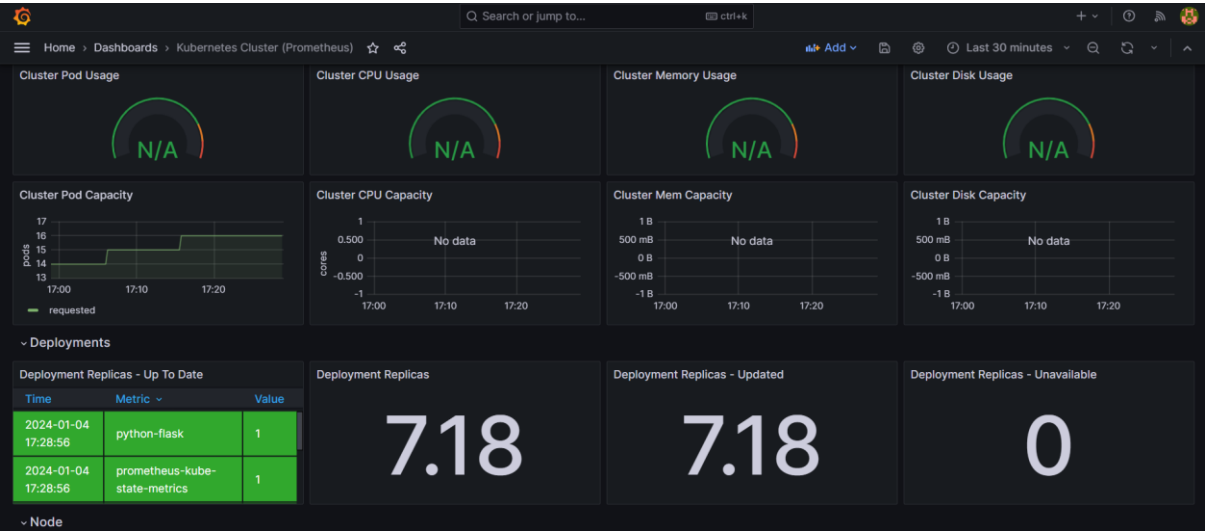 Search or jump to... ctrl+k
Home › Dashboards › Kubernetes Cluster (Prometheus) Add Last 30 minutes
Cluster Pod Usage Cluster CPU Usage Cluster Memory Usage Cluster Disk Usage
N/A N/A N/A N/A
Cluster Pod Capacity
17
16
15
14
13
pods
17:00 17:10 17:20
requested
Cluster CPU Capacity
1
0.500
0
-0.500
-1
cores
No data
17:00 17:10 17:20
Cluster Mem Capacity
1 B
500 mB
0 B
-500 mB
-1 B
No data
17:00 17:10 17:20
Cluster Disk Capacity
1 B
500 mB
0 B
-500 mB
-1 B
No data
17:00 17:10 17:20
Deployments
Deployment Replicas - Up To Date
Time Metric Value
2024-01-04
17:28:56
python-flask
1
2024-01-04
17:28:56
prometheus-kube-
state-metrics
1
Deployment Replicas
7.18
Deployment Replicas - Updated
7.18
Deployment Replicas - Unavailable
0
Node